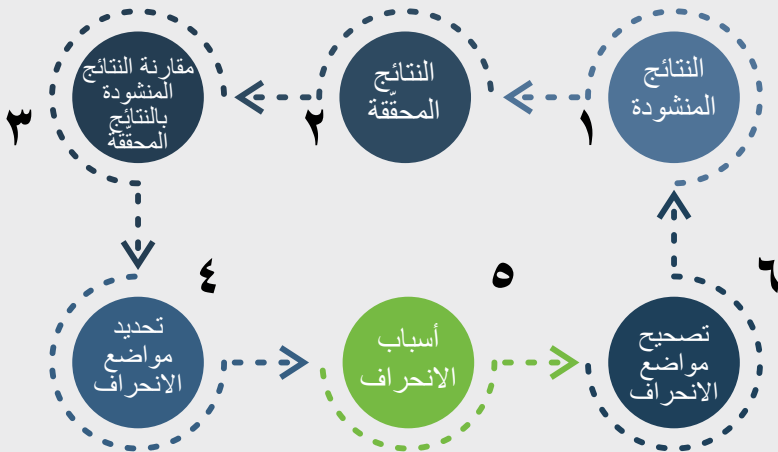 النتائج
المنشودة
١
النتائج
المحقّقة
٢
مقارنة النتائج
المنشودة
بالنتائج
المحقّقة
٣
تحديد
مواضع
الانحراف
٤
أسباب
الانحراف
٥
تصحيح
مواضع
الانحراف
٦